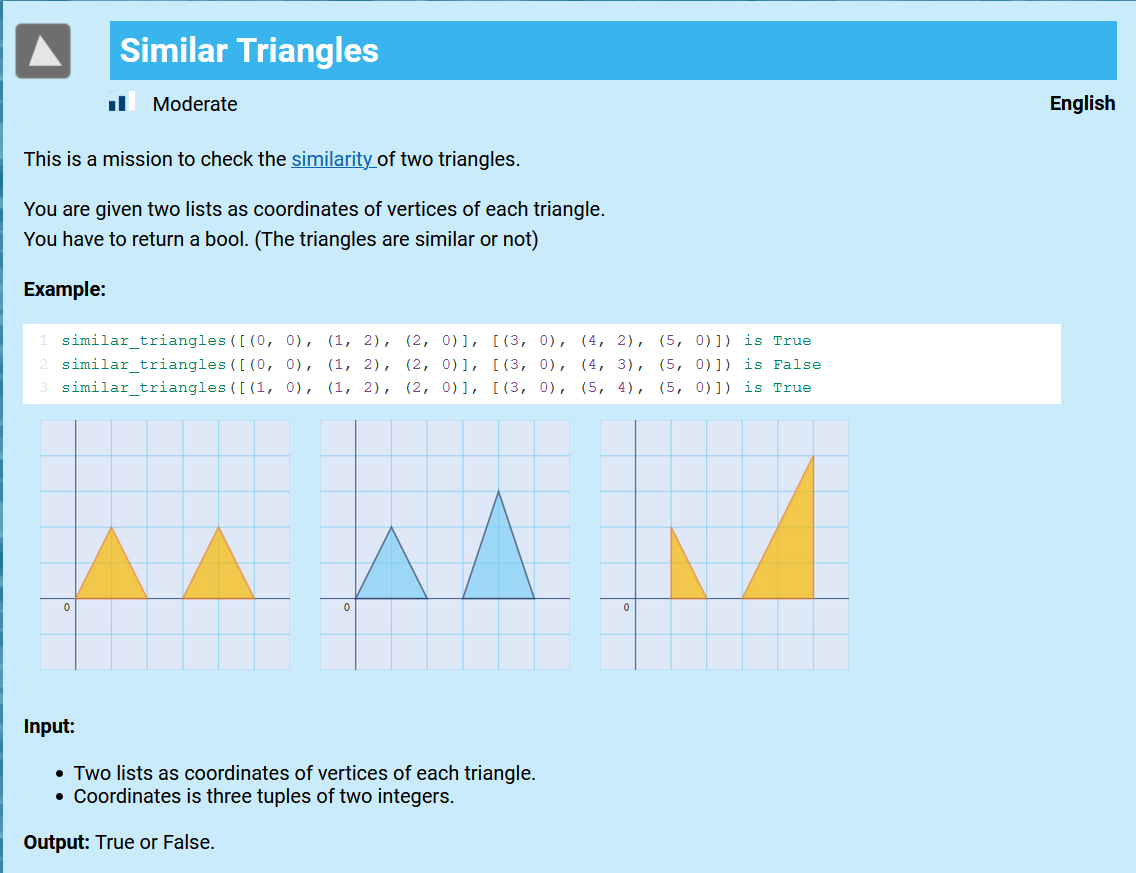 Similar Triangles
Moderate
English
This is a mission to check the similarity of two triangles.
You are given two lists as coordinates of vertices of each triangle.
You have to return a bool. (The triangles are similar or not)
Example:
1 similar_triangles([(0, 0), (1, 2), (2, 0)], [(3, 0), (4, 2), (5, 0)]) is True
2 similar_triangles([(0, 0), (1, 2), (2, 0)], [(3, 0), (4, 3), (5, 0)]) is False
3 similar_triangles([(1, 0), (1, 2), (2, 0)], [(3, 0), (5, 4), (5, 0)]) is True
0 0 0
Input:
• Two lists as coordinates of vertices of each triangle.
• Coordinates is three tuples of two integers.
Output: True or False.